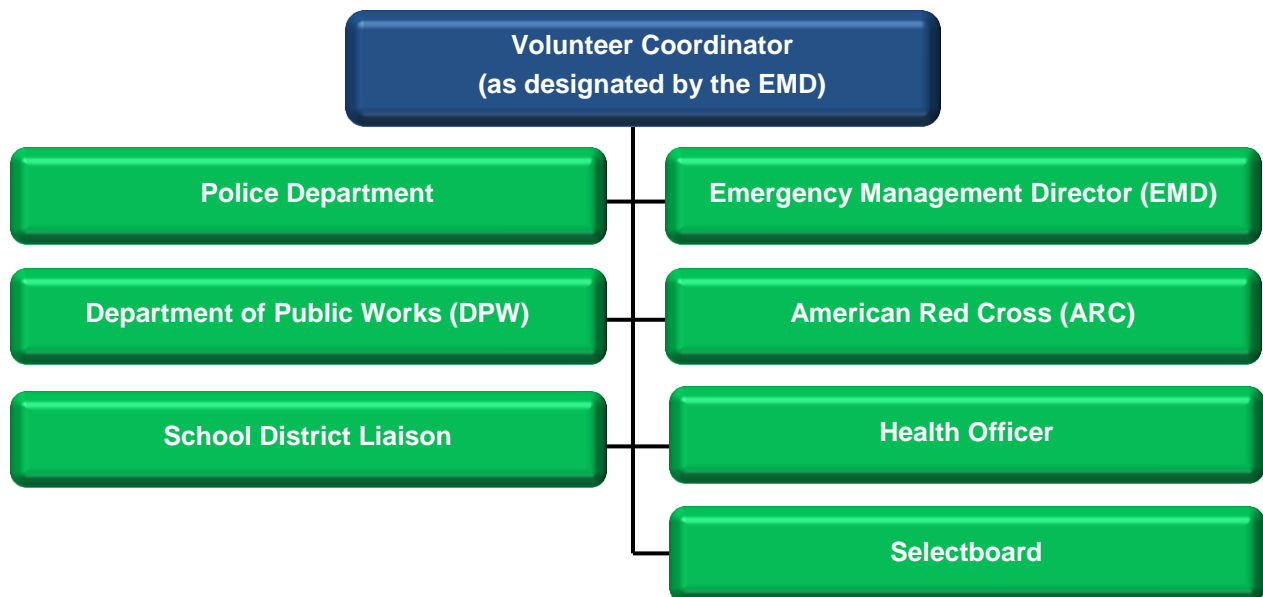 Volunteer Coordinator
(as designated by the EMD)
Police Department
Emergency Management Director (EMD)
Department of Public Works (DPW)
American Red Cross (ARC)
School District Liaison
Health Officer
Selectboard